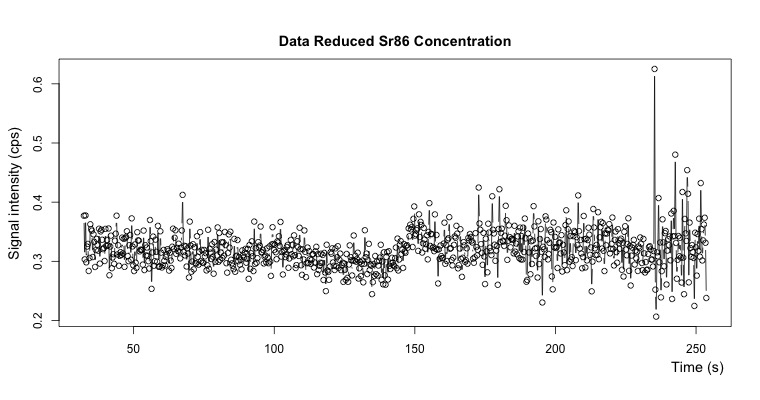 Data Reduced Sr86 Concentration
Signal intensity (cps)
0.6
0.5
0.4
0.3
0.2
50 100 150 200 250
Time (s)